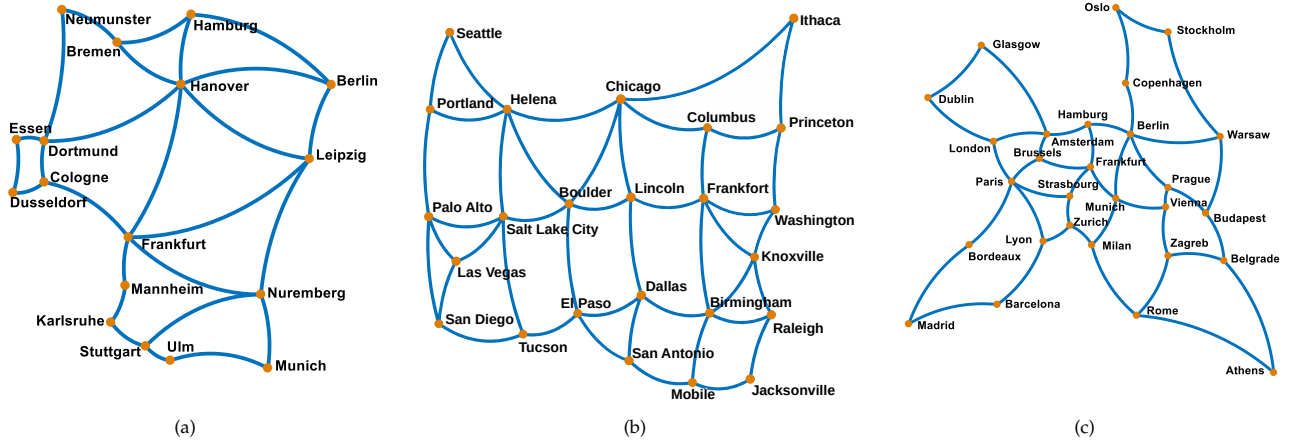 Neumunster
Hamburg
Bremen
Hanover
Berlin
Essen
Dortmund
Leipzig
Cologne
Dusseldorf
Frankfurt
Mannheim
Nuremberg
Karlsruhe
Stuttgart
Ulm
Munich
(a)
Ithaca
Seattle
Chicago
Helena
Portland
Columbus
Princeton
Boulder
Lincoln
Frankfort
Palo Alto
Salt Lake City
Washington
Las Vegas
Knoxville
Dallas
El Paso
Birmingham
San Diego
Raleigh
Tucson
San Antonio
Mobile
Jacksonville
(b)
Oslo
Stockholm
Glasgow
Copenhagen
Dublin
Hamburg
Berlin
Warsaw
Amsterdam
London
Brussels
Frankfurt
Paris
Strasbourg
Prague
Munich
Vienna
Budapest
Zurich
Lyon
Milan
Zagreb
Bordeaux
Belgrade
Barcelona
Rome
Madrid
Athens
(c)